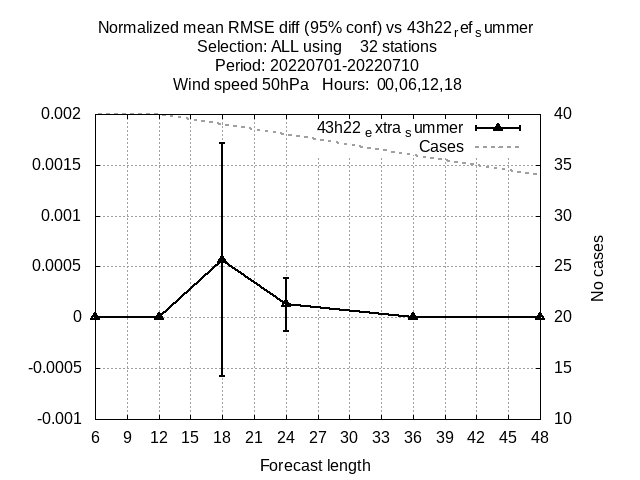 Normalized mean RMSE diff (95% conf) vs 43h22ref summer
Selection: ALL using    32 stations
Period: 20220701-20220710
Wind speed 50hPa   Hours:  00,06,12,18
0.002 40
43h22extrasummer
Cases
0.0015 35
0.001 30
0.0005 25
0 20
-0.0005 15
-0.001 10
No cases
6 9 12 15 18 21 24 27 30 33 36 39 42 45 48
Forecast length